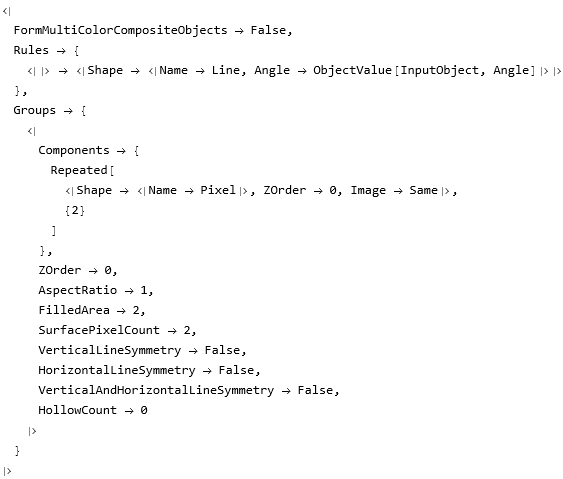 <|
FormMultiColorCompositeObjects → False,
Rules → {
<| |> → <|Shape → <|Name → Line, Angle → ObjectValue[InputObject, Angle]|>|>
},
Groups → {
<|
Components → {
Repeated[
<|Shape → <|Name → Pixel|>, ZOrder → 0, Image → Same|>,
{2}
]
},
ZOrder → 0,
AspectRatio → 1,
FilledArea → 2,
SurfacePixelCount → 2,
VerticalLineSymmetry → False,
HorizontalLineSymmetry → False,
VerticalAndHorizontalLineSymmetry → False,
HollowCount → 0
|>
}
|>